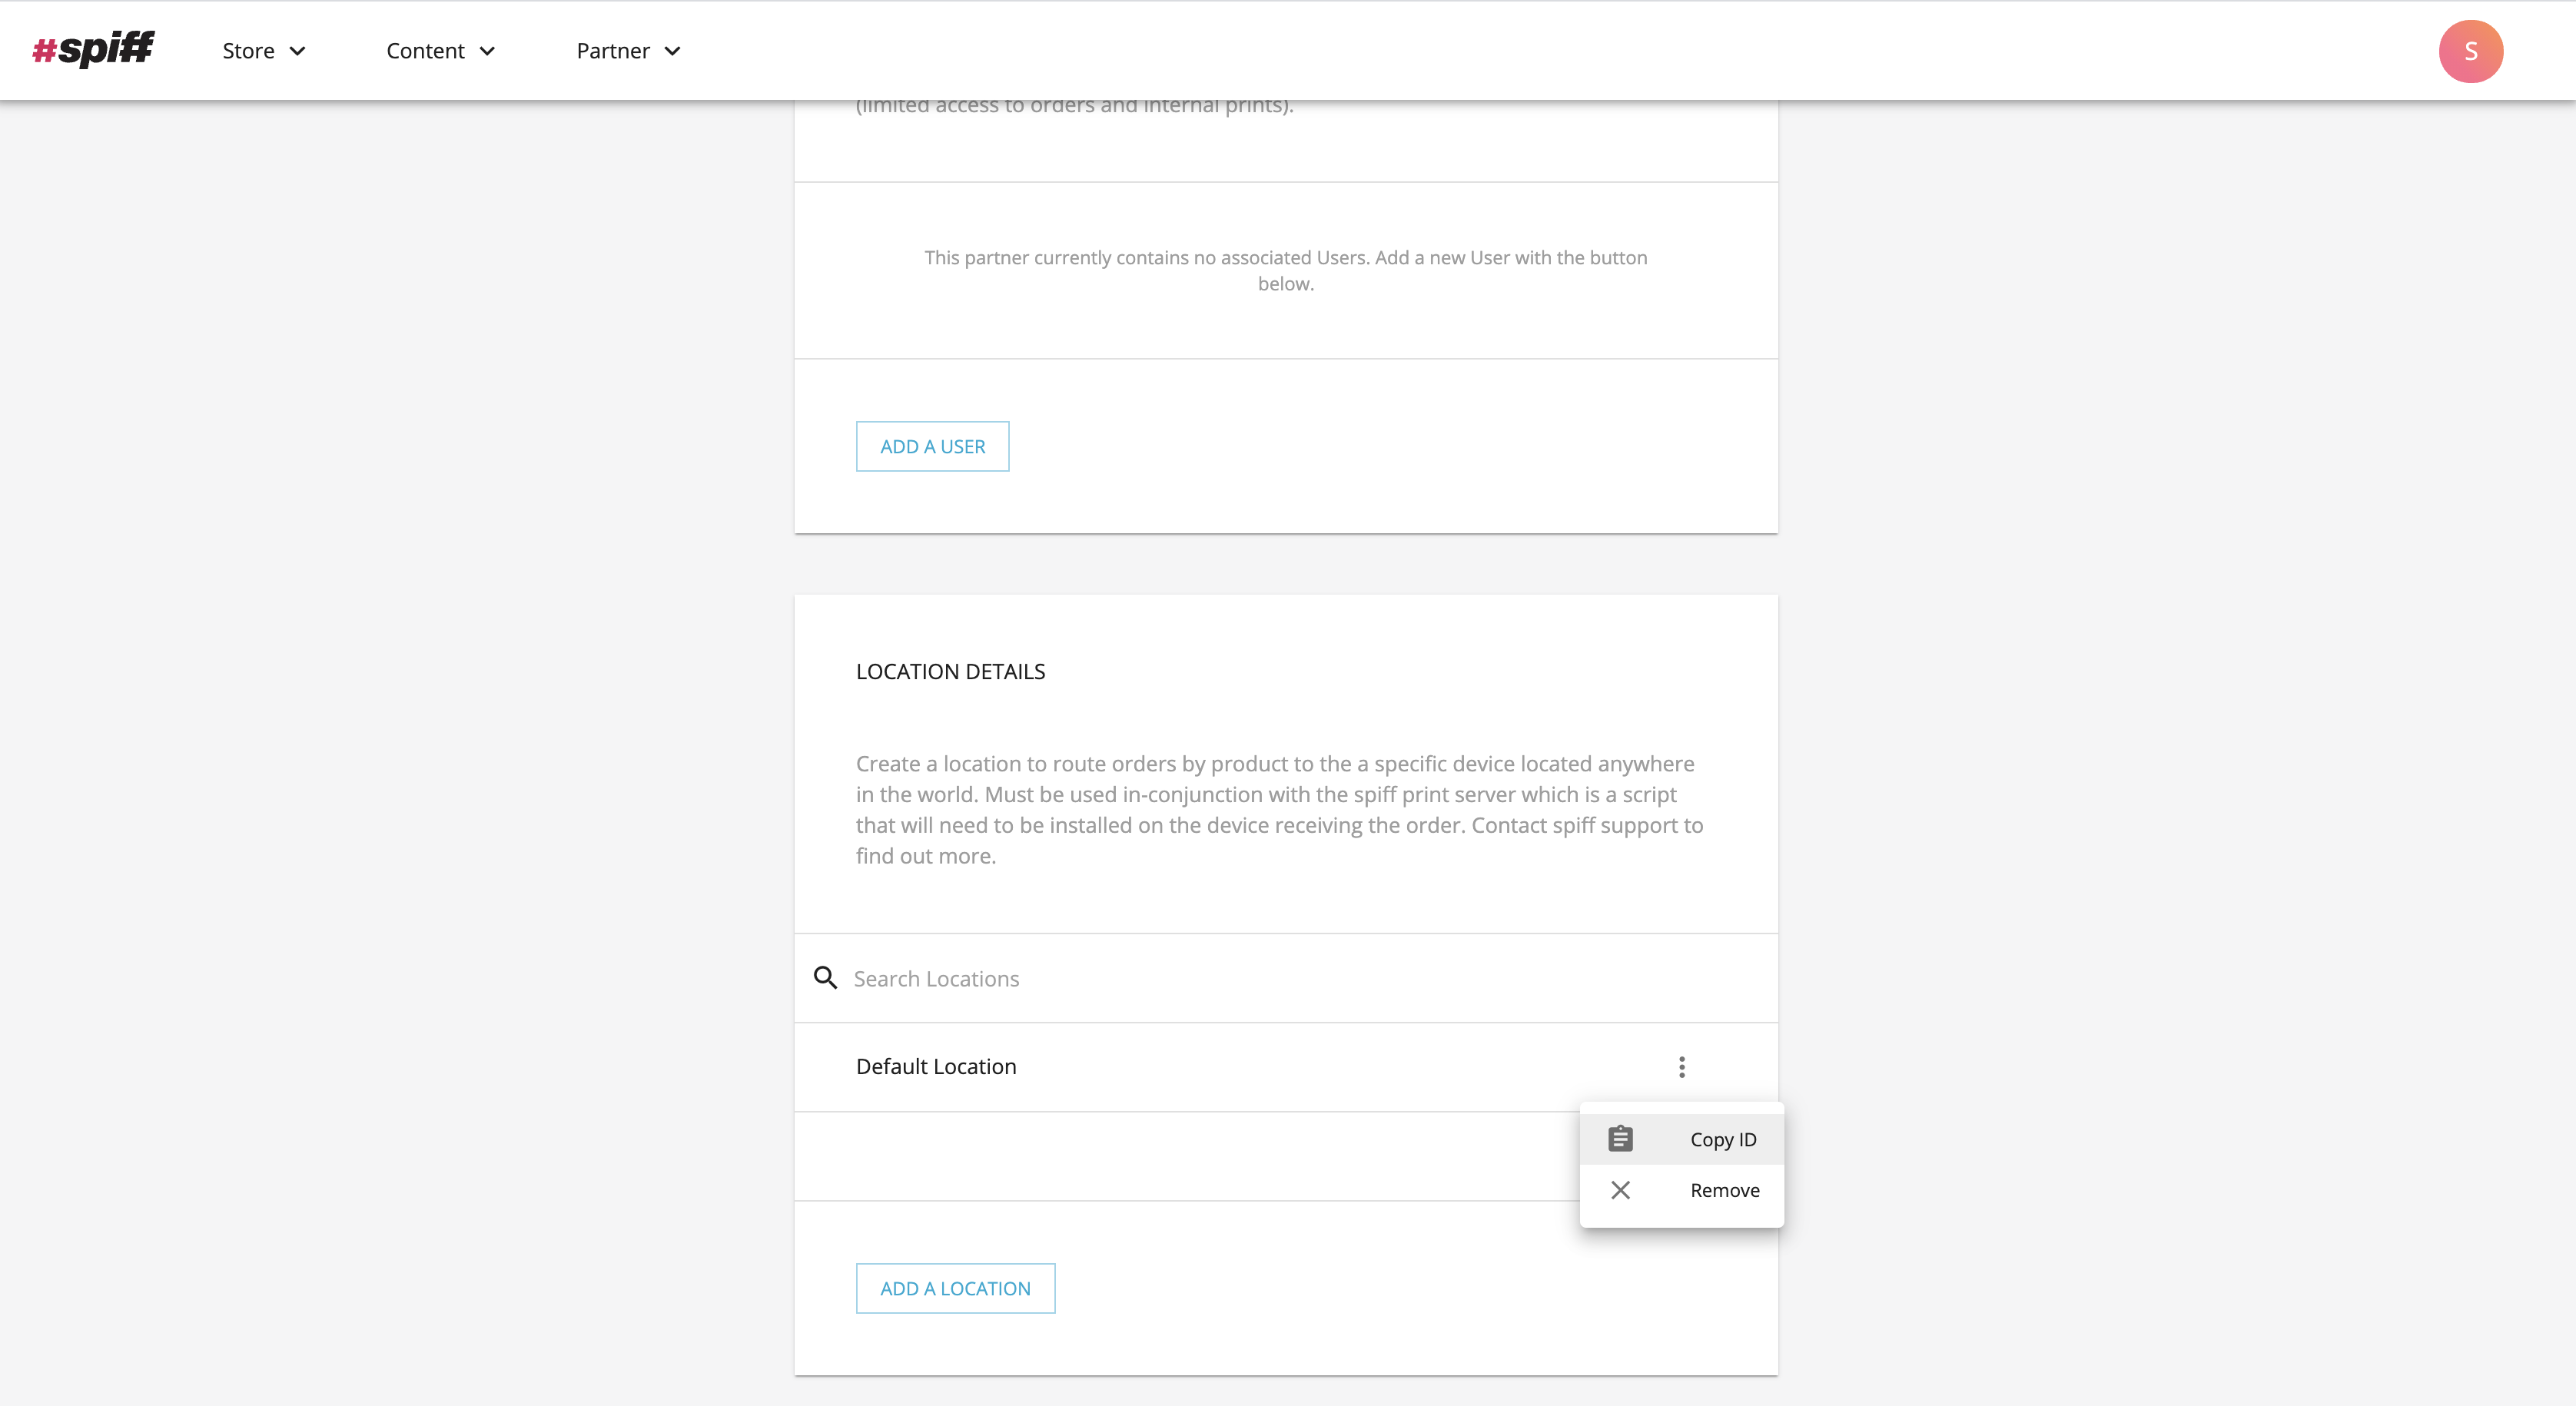 #spiff
Store
Content
Partner
S
(limited access to orders and internal prints).
This partner currently contains no associated Users. Add a new User with the button
below.
ADD A USER
LOCATION DETAILS
Create a location to route orders by product to the a specific device located anywhere
in the world. Must be used in-conjunction with the spiff print server which is a script
that will need to be installed on the device receiving the order. Contact spiff support to
find out more.
Search Locations
Default Location
Copy ID
Remove
ADD A LOCATION